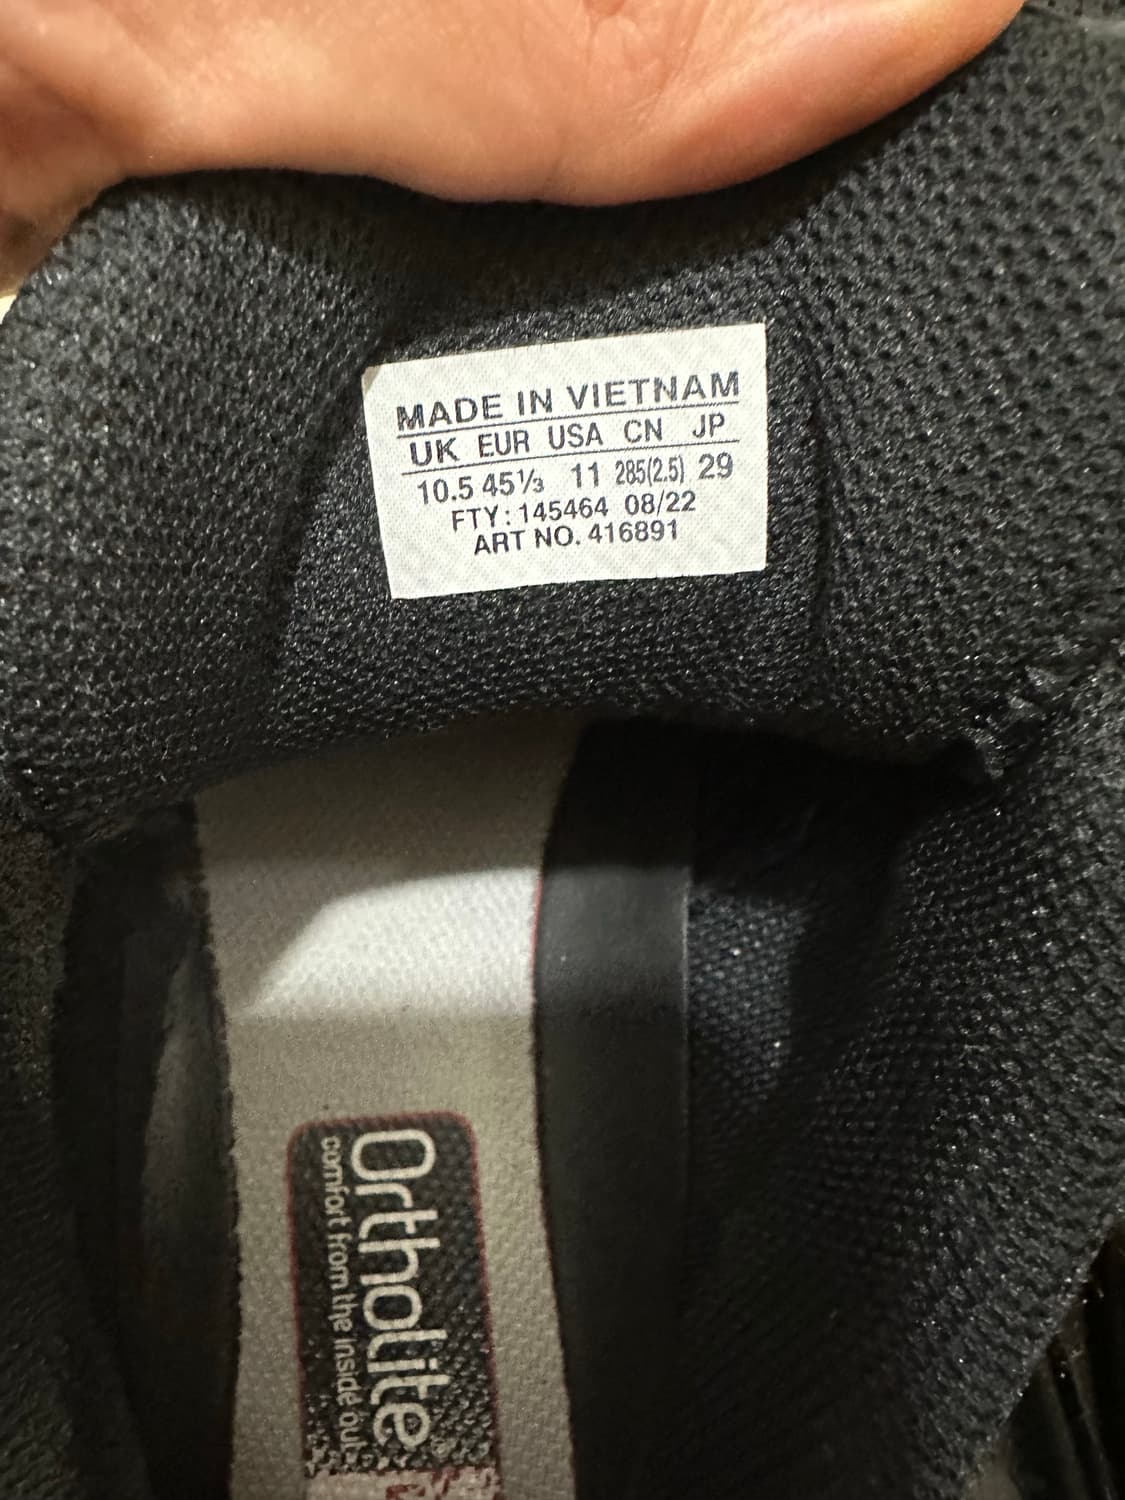 MADE IN VIETNAM
UK EUR USA CN JP
10.5 45⅓ 11 285(2.5) 29
FTY: 145464 08/22
ART NO. 416891
Ortholite
comfort from the inside out